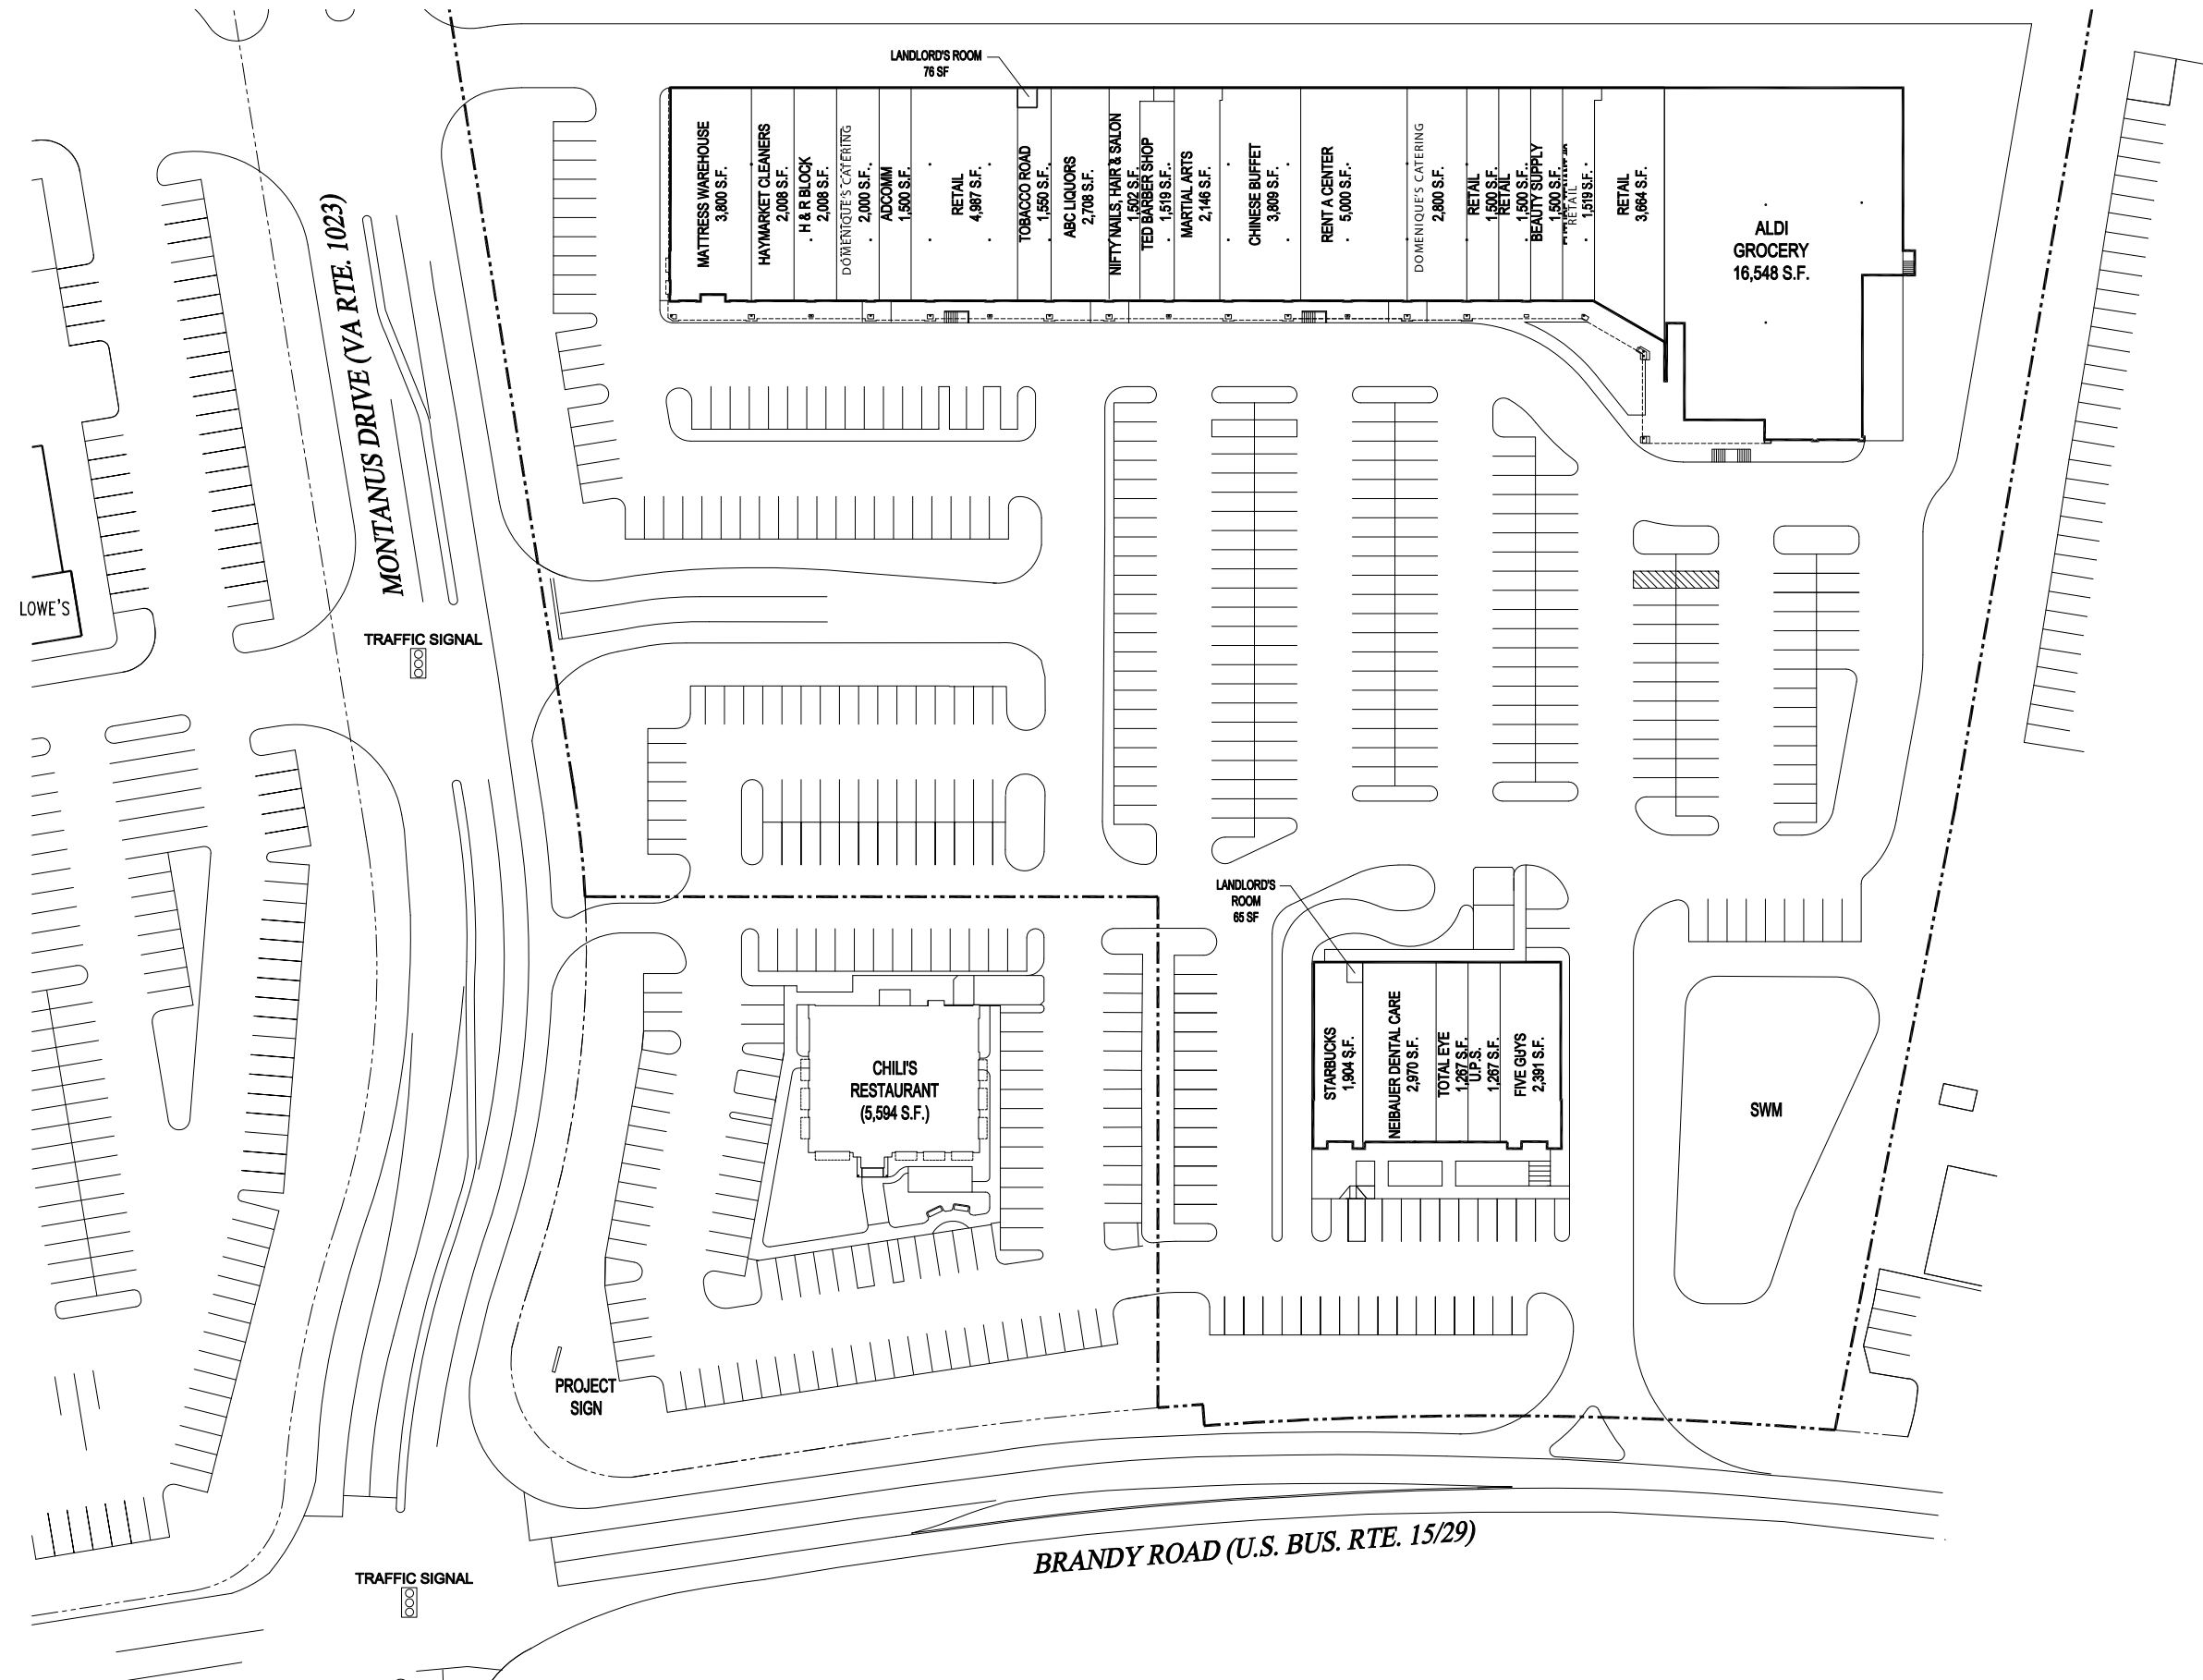 LANDLORD'S ROOM
76 SF
MATTRESS WAREHOUSE
3,800 S.F.
HAYMARKET CLEANERS
2,008 S.F.
H & R BLOCK
2,008 S.F.
DOMENIQUE'S CATERING
2,000 S.F.
ADCOMM
1,500 S.F.
RETAIL
4,987 S.F.
TOBACCO ROAD
1,550 S.F.
ABC LIQUORS
2,708 S.F.
NIFTY NAILS, HAIR & SALON
1,502 S.F.
TED BARBER SHOP
1,519 S.F.
MARTIAL ARTS
2,146 S.F.
CHINESE BUFFET
3,809 S.F.
RENT A CENTER
5,000 S.F.
DOMENIQUE'S CATERING
2,800 S.F.
RETAIL
1,500 S.F.
RETAIL
1,500 S.F.
BEAUTY SUPPLY
1,500 S.F.
RETAIL
1,519 S.F.
RETAIL
3,664 S.F.
ALDI
GROCERY
16,548 S.F.
MONTANUS DRIVE (VA RTE. 1023)
LOWE'S
TRAFFIC SIGNAL
LANDLORD'S
ROOM
65 SF
STARBUCKS
1,904 S.F.
NEIBAUER DENTAL CARE
2,970 S.F.
TOTAL EYE
1,267 S.F.
U.P.S.
1,267 S.F.
FIVE GUYS
2,391 S.F.
CHILI'S
RESTAURANT
(5,594 S.F.)
SWM
PROJECT
SIGN
BRANDY ROAD (U.S. BUS. RTE. 15/29)
TRAFFIC SIGNAL